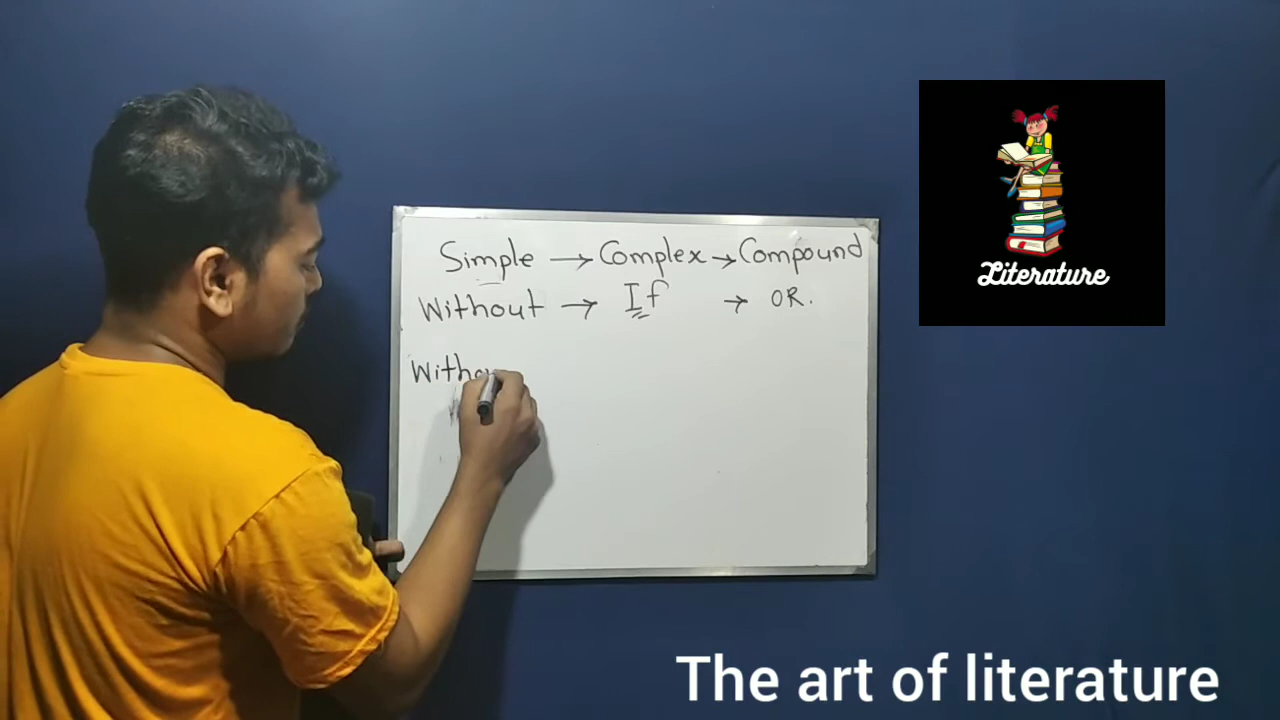 Simple → Complex → Compound
Without → If → OR.
Literature
The art of literature